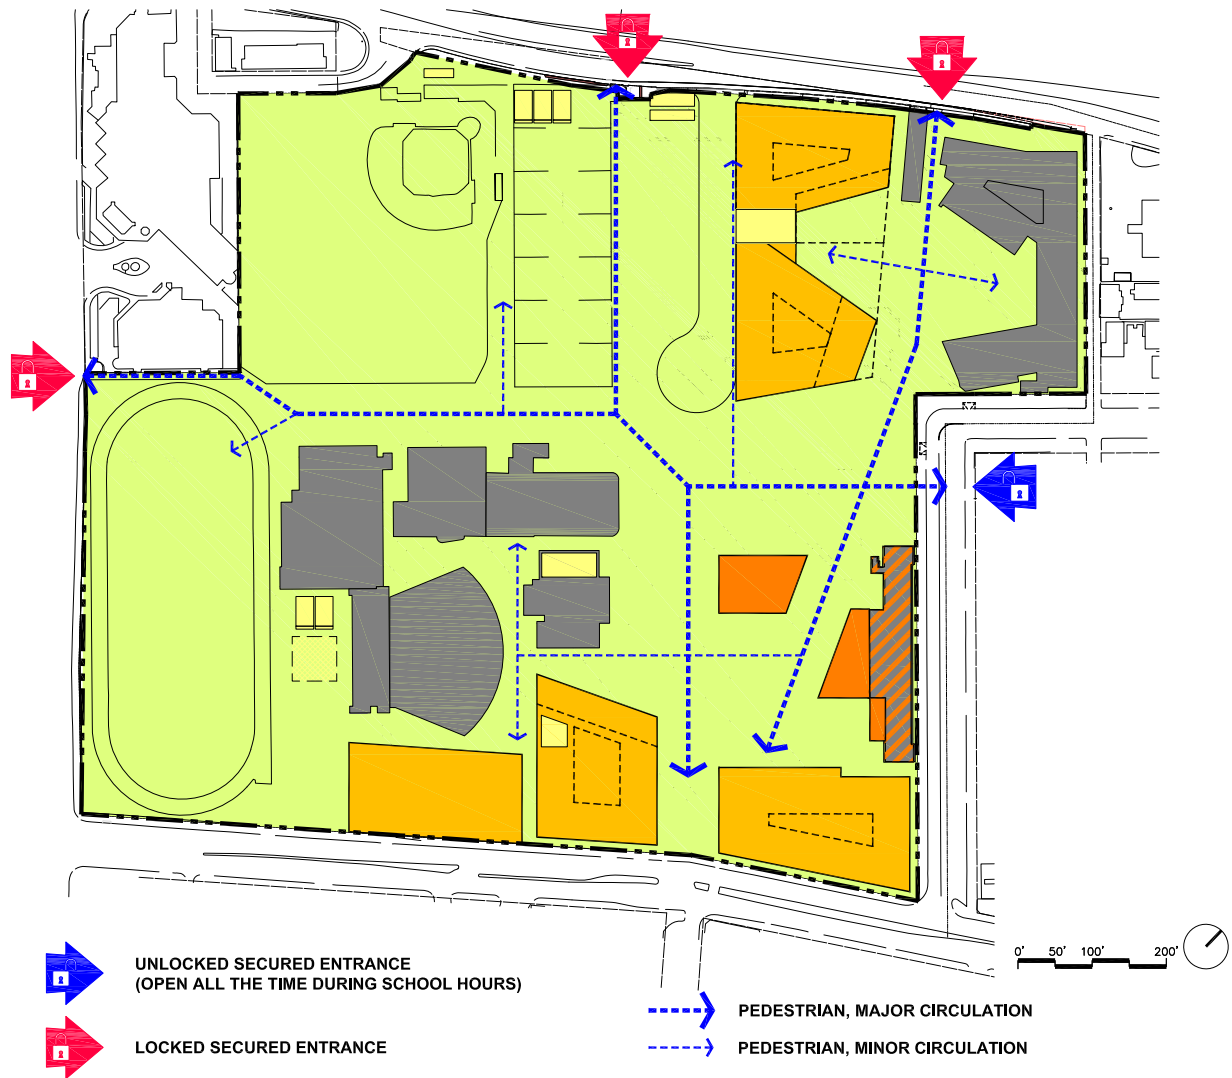 0' 50' 100' 200'
UNLOCKED SECURED ENTRANCE
(OPEN ALL THE TIME DURING SCHOOL HOURS)
PEDESTRIAN, MAJOR CIRCULATION
LOCKED SECURED ENTRANCE
PEDESTRIAN, MINOR CIRCULATION